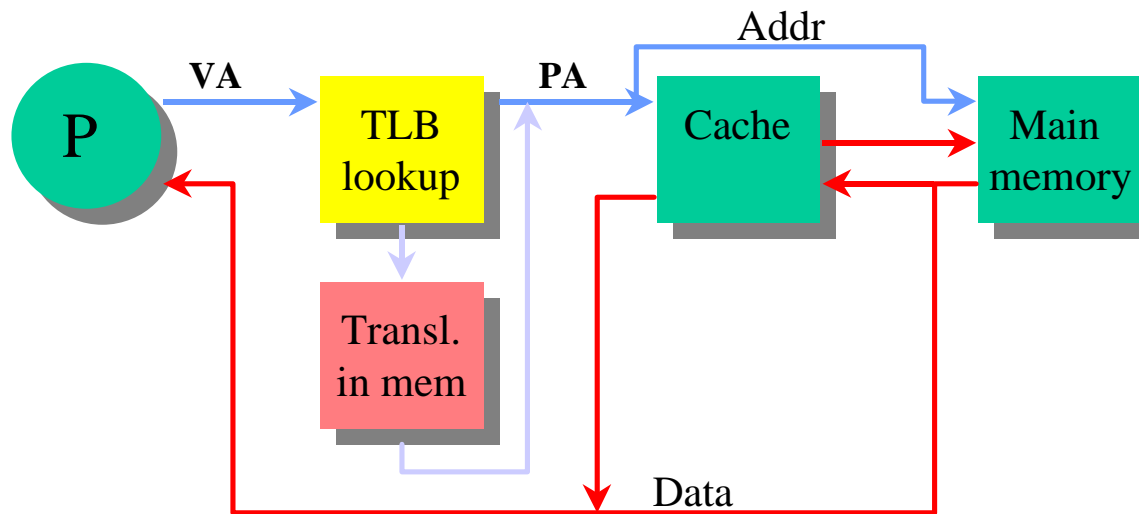 Addr
VA
PA
P
TLB
lookup
Cache
Main
memory
Transl.
in mem
Data